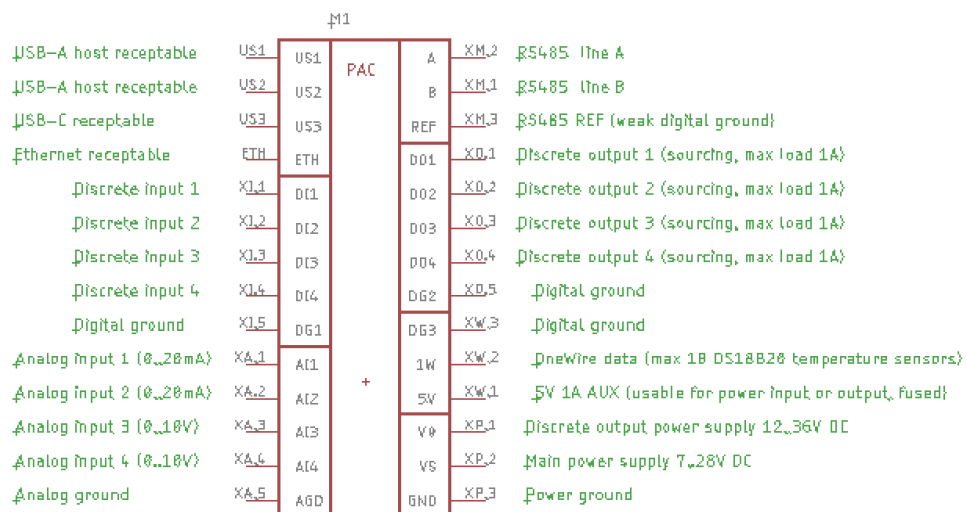 M1
USB-A host receptable US1 US1 PAC A XM.2 RS485 line A
USB-A host receptable US2 US2 B XM.1 RS485 line B
USB-C receptable US3 US3 REF XM.3 RS485 REF (weak digital ground)
Ethernet receptable ETH ETH DO1 XO.1 Discrete output 1 (sourcing, max load 1A)
Discrete input 1 XI.1 DI1 DO2 XO.2 Discrete output 2 (sourcing, max load 1A)
Discrete input 2 XI.2 DI2 DO3 XO.3 Discrete output 3 (sourcing, max load 1A)
Discrete input 3 XI.3 DI3 DO4 XO.4 Discrete output 4 (sourcing, max load 1A)
Discrete input 4 XI.4 DI4 DG2 XO.5 Digital ground
Digital ground XI.5 DG1 DG3 XW.3 Digital ground
Analog input 1 (0..20mA) XA.1 AI1 1W XW.2 OneWire data (max 10 DS18B20 temperature sensors)
Analog input 2 (0..20mA) XA.2 AI2 5V XW.1 5V 1A AUX (usable for power input or output, fused)
Analog input 3 (0..10V) XA.3 AI3 V0 XP.1 Discrete output power supply 12..36V DC
Analog input 4 (0..10V) XA.4 AI4 VS XP.2 Main power supply 7..28V DC
Analog ground XA.5 AGD GND XP.3 Power ground